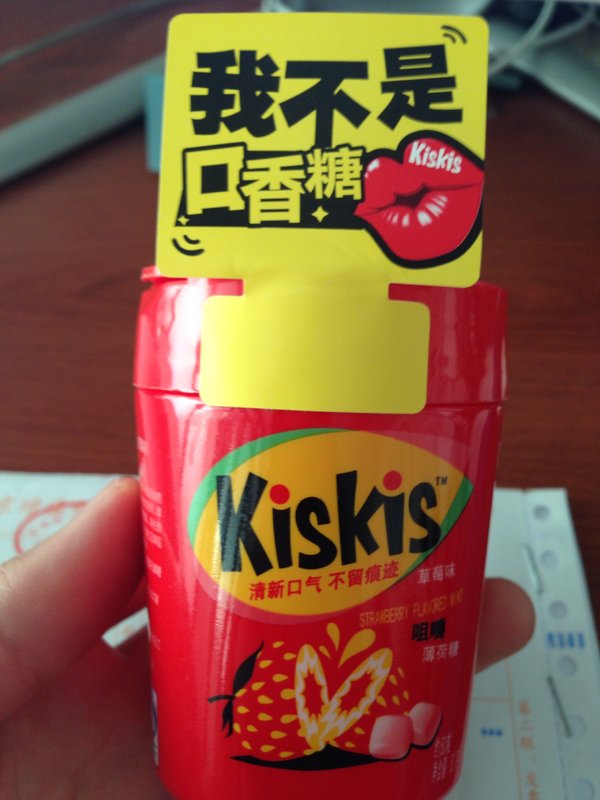 我不是
口香糖
Kiskis
Kiskis™
清新口气 不留痕迹
草莓味
STRAWBERRY FLAVORED MINT
咀嚼
薄荷糖